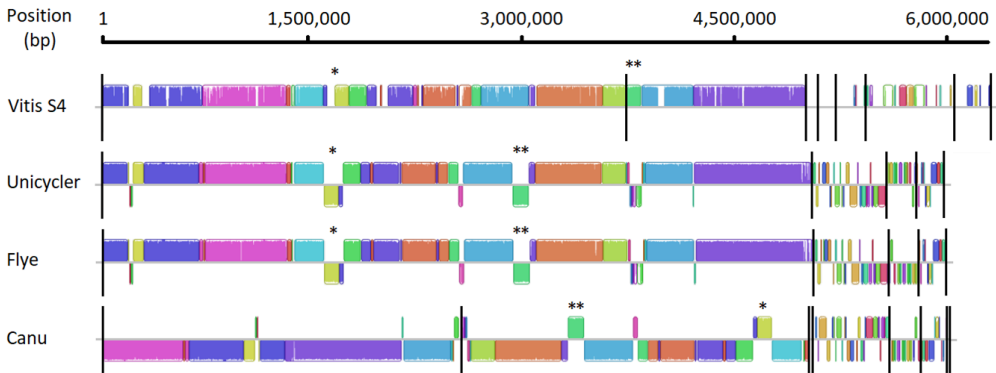 Position
(bp)
1 1,500,000 3,000,000 4,500,000 6,000,000
* **
Vitis S4
* **
Unicycler
* **
Flye
** *
Canu